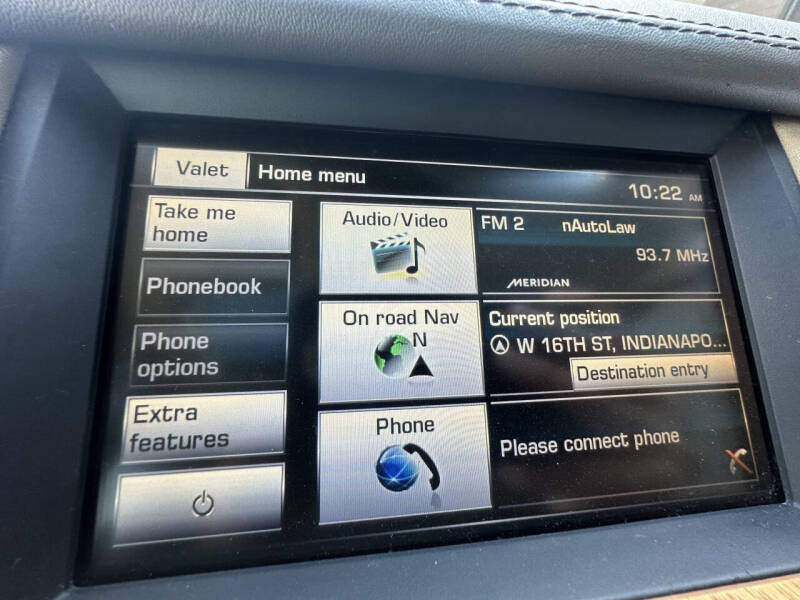 Valet
Home menu
10:22 AM
Take me
home
Phonebook
Phone
options
Extra
features
Audio/Video
FM 2 nAutoLaw
93.7 MHz
MERIDIAN
On road Nav
N
Current position
W 16TH ST, INDIANAPO...
Destination entry
Phone
Please connect phone